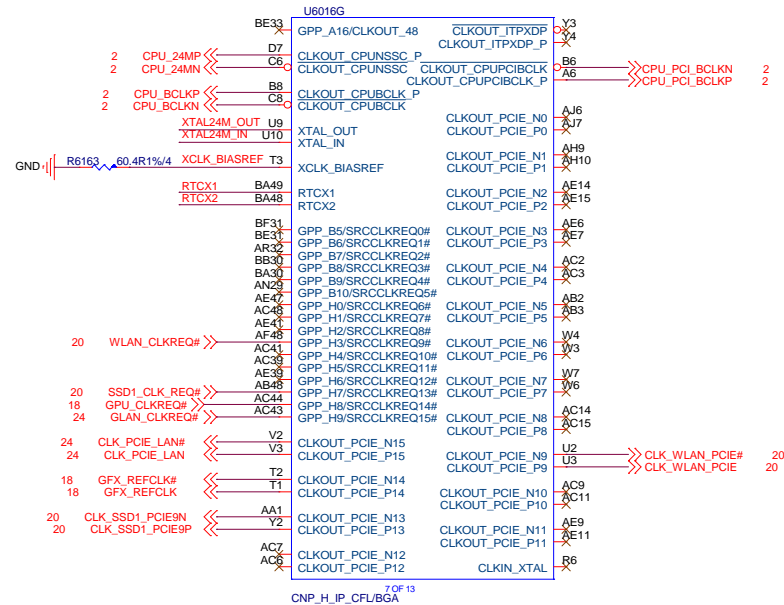 U6016G
BE33 GPP_A16/CLKOUT_48 CLKOUT_ITPXDP Y3
CLKOUT_ITPXDP_P Y4
2 CPU_24MP D7 CLKOUT_CPUNSSC_P
2 CPU_24MN C6 CLKOUT_CPUNSSC CLKOUT_CPUPCIBCLK B6 CPU_PCI_BCLKN 2
CLKOUT_CPUPCIBCLK_P A6 CPU_PCI_BCLKP 2
2 CPU_BCLKP B8 CLKOUT_CPUBCLK_P
2 CPU_BCLKN C8 CLKOUT_CPUBCLK
CLKOUT_PCIE_N0 AJ6
XTAL24M_OUT U9 XTAL_OUT CLKOUT_PCIE_P0 AJ7
XTAL24M_IN U10 XTAL_IN
CLKOUT_PCIE_N1 AH9
GND R6163 60,4R1%/4 XCLK_BIASREF T3 XCLK_BIASREF CLKOUT_PCIE_P1 AH10
RTCX1 BA49 RTCX1 CLKOUT_PCIE_N2 AE14
RTCX2 BA48 RTCX2 CLKOUT_PCIE_P2 AE15
BF31 GPP_B5/SRCCLKREQ0# CLKOUT_PCIE_N3 AE6
BE31 GPP_B6/SRCCLKREQ1# CLKOUT_PCIE_P3 AE7
AR32 GPP_B7/SRCCLKREQ2#
BB30 GPP_B8/SRCCLKREQ3# CLKOUT_PCIE_N4 AC2
BA30 GPP_B9/SRCCLKREQ4# CLKOUT_PCIE_P4 AC3
AN29 GPP_B10/SRCCLKREQ5#
AE47 GPP_H0/SRCCLKREQ6# CLKOUT_PCIE_N5 AB2
AC48 GPP_H1/SRCCLKREQ7# CLKOUT_PCIE_P5 AB3
AE41 GPP_H2/SRCCLKREQ8#
20 WLAN_CLKREQ# AF48 GPP_H3/SRCCLKREQ9# CLKOUT_PCIE_N6 W4
AC41 GPP_H4/SRCCLKREQ10# CLKOUT_PCIE_P6 W3
AC39 GPP_H5/SRCCLKREQ11#
AE39 GPP_H6/SRCCLKREQ12# CLKOUT_PCIE_N7 W7
20 SSD1_CLK_REQ# AB48 GPP_H7/SRCCLKREQ13# CLKOUT_PCIE_P7 W6
18 GPU_CLKREQ# AC44 GPP_H8/SRCCLKREQ14#
24 GLAN_CLKREQ# AC43 GPP_H9/SRCCLKREQ15# CLKOUT_PCIE_N8 AC14
CLKOUT_PCIE_P8 AC15
24 CLK_PCIE_LAN# V2 CLKOUT_PCIE_N15
24 CLK_PCIE_LAN V3 CLKOUT_PCIE_P15 CLKOUT_PCIE_N9 U2 CLK_WLAN_PCIE# 20
CLKOUT_PCIE_P9 U3 CLK_WLAN_PCIE 20
18 GFX_REFCLK# T2 CLKOUT_PCIE_N14
18 GFX_REFCLK T1 CLKOUT_PCIE_P14 CLKOUT_PCIE_N10 AC9
CLKOUT_PCIE_P10 AC11
20 CLK_SSD1_PCIE9N AA1 CLKOUT_PCIE_N13
20 CLK_SSD1_PCIE9P Y2 CLKOUT_PCIE_P13 CLKOUT_PCIE_N11 AE9
CLKOUT_PCIE_P11 AE11
AC7 CLKOUT_PCIE_N12
AC6 CLKOUT_PCIE_P12 CLKIN_XTAL R6
7 OF 13
CNP_H_IP_CFL/BGA